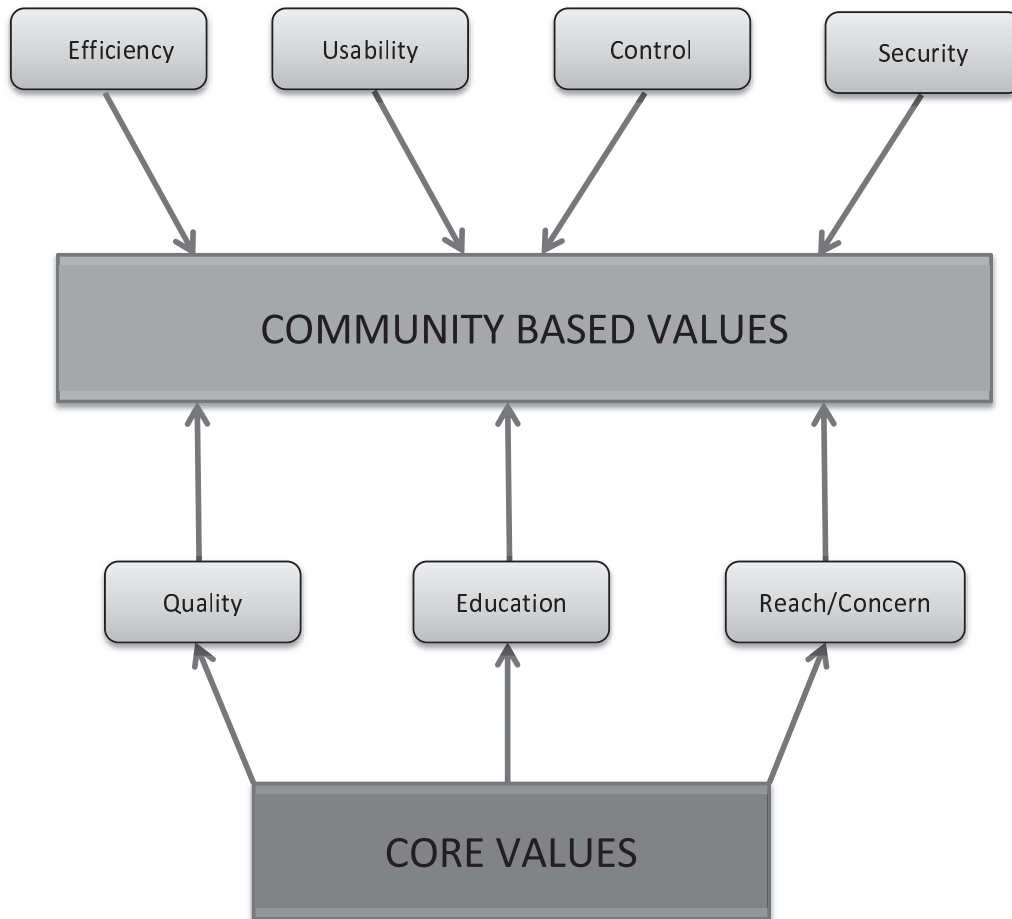 Efficiency
Usability
Control
Security
COMMUNITY BASED VALUES
Quality
Education
Reach/Concern
CORE VALUES